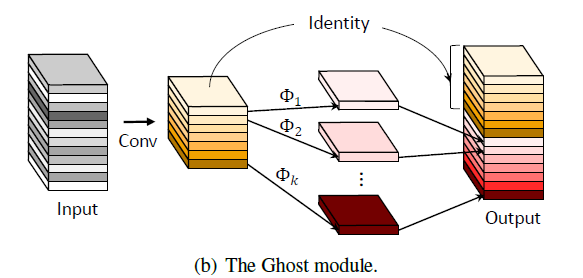 Identity
Φ1
Φ2
Conv
Φk
⋮
Input
Output
(b) The Ghost module.